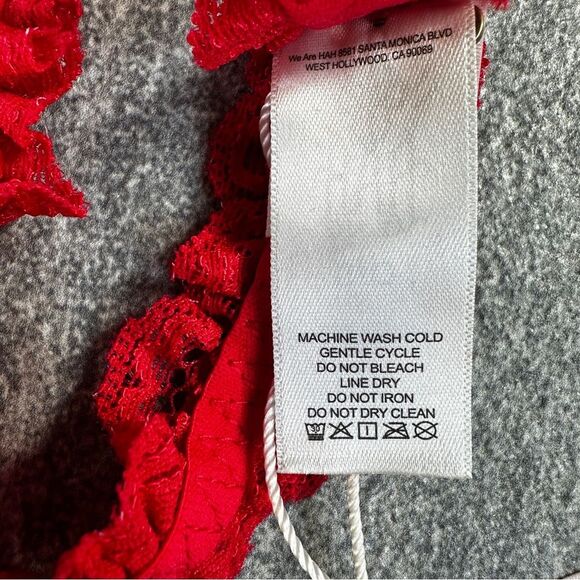 We Are HAH 8581 SANTA MONICA BLVD
WEST HOLLYWOOD, CA 90069
MACHINE WASH COLD
GENTLE CYCLE
DO NOT BLEACH
LINE DRY
DO NOT IRON
DO NOT DRY CLEAN
30